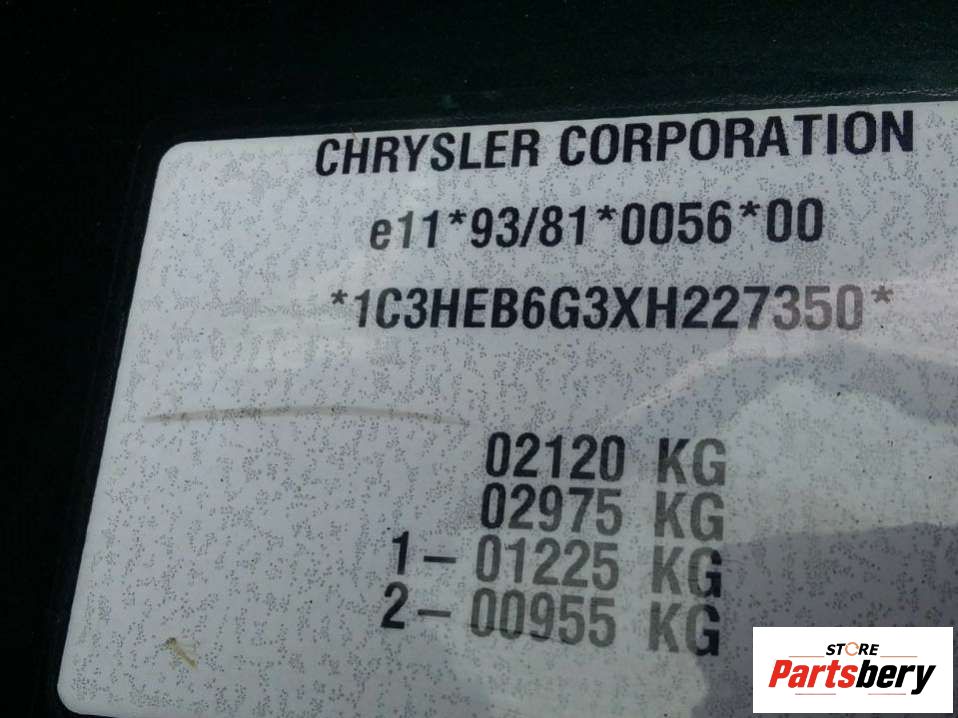 CHRYSLER CORPORATION
e11*93/81*0056*00
*1C3HEB6G3XH227350*
02120 KG
02975 KG
1- 01225 KG
2- 00955 KG
STORE
Partsbery